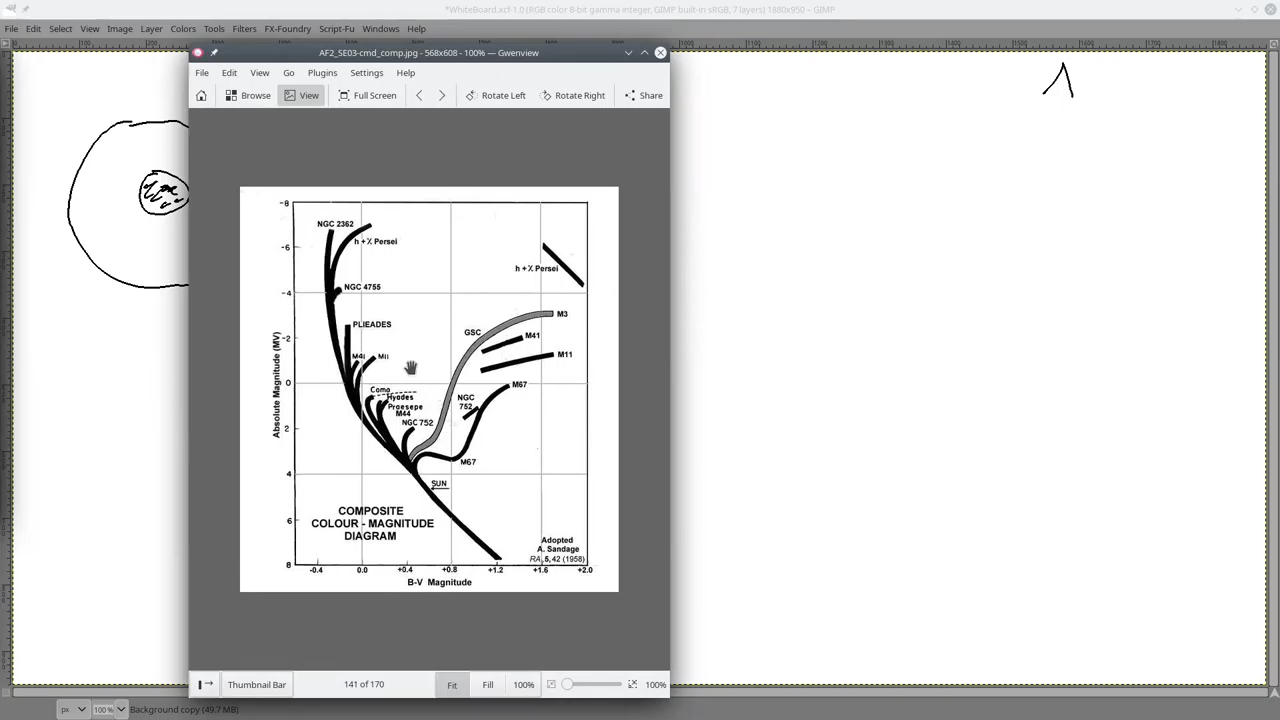 *WhiteBoard.xcf-1.0 (RGB color 8-bit gamma integer, GIMP built-in sRGB, 7 layers) 1880x950 – GIMP
File Edit Select View Image Layer Colors Tools Filters FX-Foundry Script-Fu Windows Help
AF2_SE03-cmd_comp.jpg - 568x608 - 100% — Gwenview
File Edit View Go Plugins Settings Help
Browse View Full Screen Rotate Left Rotate Right Share
-8
NGC 2362
h + χ Persei
-6
h + χ Persei
NGC 4755
-4
M3
PLIEADES
GSC
M41
-2
M41 M11
M11
0
M67
Coma
Hyades
Praesepe
M44
NGC
752
NGC 752
2
M67
4
SUN
Absolute Magnitude (MV)
COMPOSITE
COLOUR - MAGNITUDE
DIAGRAM
6
Adopted
A. Sandage
RA, 5, 42 (1958)
8
-0.4 0.0 +0.4 +0.8 +1.2 +1.6 +2.0
B-V Magnitude
Thumbnail Bar 141 of 170 Fit Fill 100% 100%
px 100% Background copy (49.7 MB)